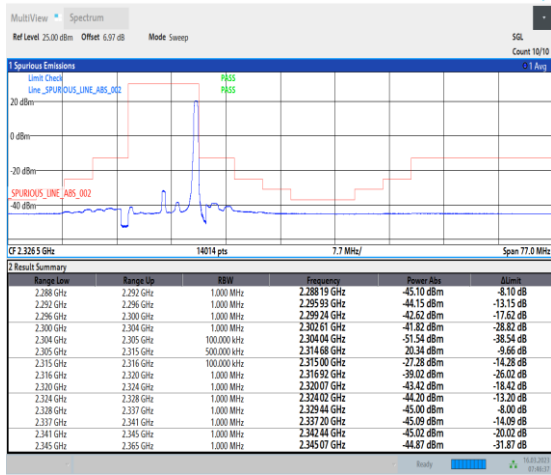 MultiView Spectrum
Ref Level 25.00 dBm Offset 6.97 dB Mode Sweep SGL
Count 10/10
1 Spurious Emissions 1 Avg
Limit Check PASS
Line _SPURIOUS_LINE_ABS_002 PASS
20 dBm
0 dBm
-20 dBm
_SPURIOUS_LINE_ABS_002
-40 dBm
CF 2.326 5 GHz 14014 pts 7.7 MHz/ Span 77.0 MHz
2 Result Summary
Range Low Range Up RBW Frequency Power Abs ΔLimit
2.288 GHz 2.292 GHz 1.000 MHz 2.288 19 GHz -45.10 dBm -8.10 dB
2.292 GHz 2.296 GHz 1.000 MHz 2.295 93 GHz -44.15 dBm -13.15 dB
2.296 GHz 2.300 GHz 1.000 MHz 2.299 24 GHz -42.62 dBm -17.62 dB
2.300 GHz 2.304 GHz 1.000 MHz 2.302 61 GHz -41.82 dBm -28.82 dB
2.304 GHz 2.305 GHz 100.000 kHz 2.304 04 GHz -51.54 dBm -38.54 dB
2.305 GHz 2.315 GHz 500.000 kHz 2.314 68 GHz 20.34 dBm -9.66 dB
2.315 GHz 2.316 GHz 100.000 kHz 2.315 00 GHz -27.28 dBm -14.28 dB
2.316 GHz 2.320 GHz 1.000 MHz 2.316 92 GHz -39.02 dBm -26.02 dB
2.320 GHz 2.324 GHz 1.000 MHz 2.320 07 GHz -43.42 dBm -18.42 dB
2.324 GHz 2.328 GHz 1.000 MHz 2.324 02 GHz -44.20 dBm -13.20 dB
2.328 GHz 2.337 GHz 1.000 MHz 2.329 44 GHz -45.00 dBm -8.00 dB
2.337 GHz 2.341 GHz 1.000 MHz 2.337 20 GHz -45.09 dBm -14.09 dB
2.341 GHz 2.345 GHz 1.000 MHz 2.342 44 GHz -45.02 dBm -20.02 dB
2.345 GHz 2.365 GHz 1.000 MHz 2.345 07 GHz -44.87 dBm -31.87 dB
Ready